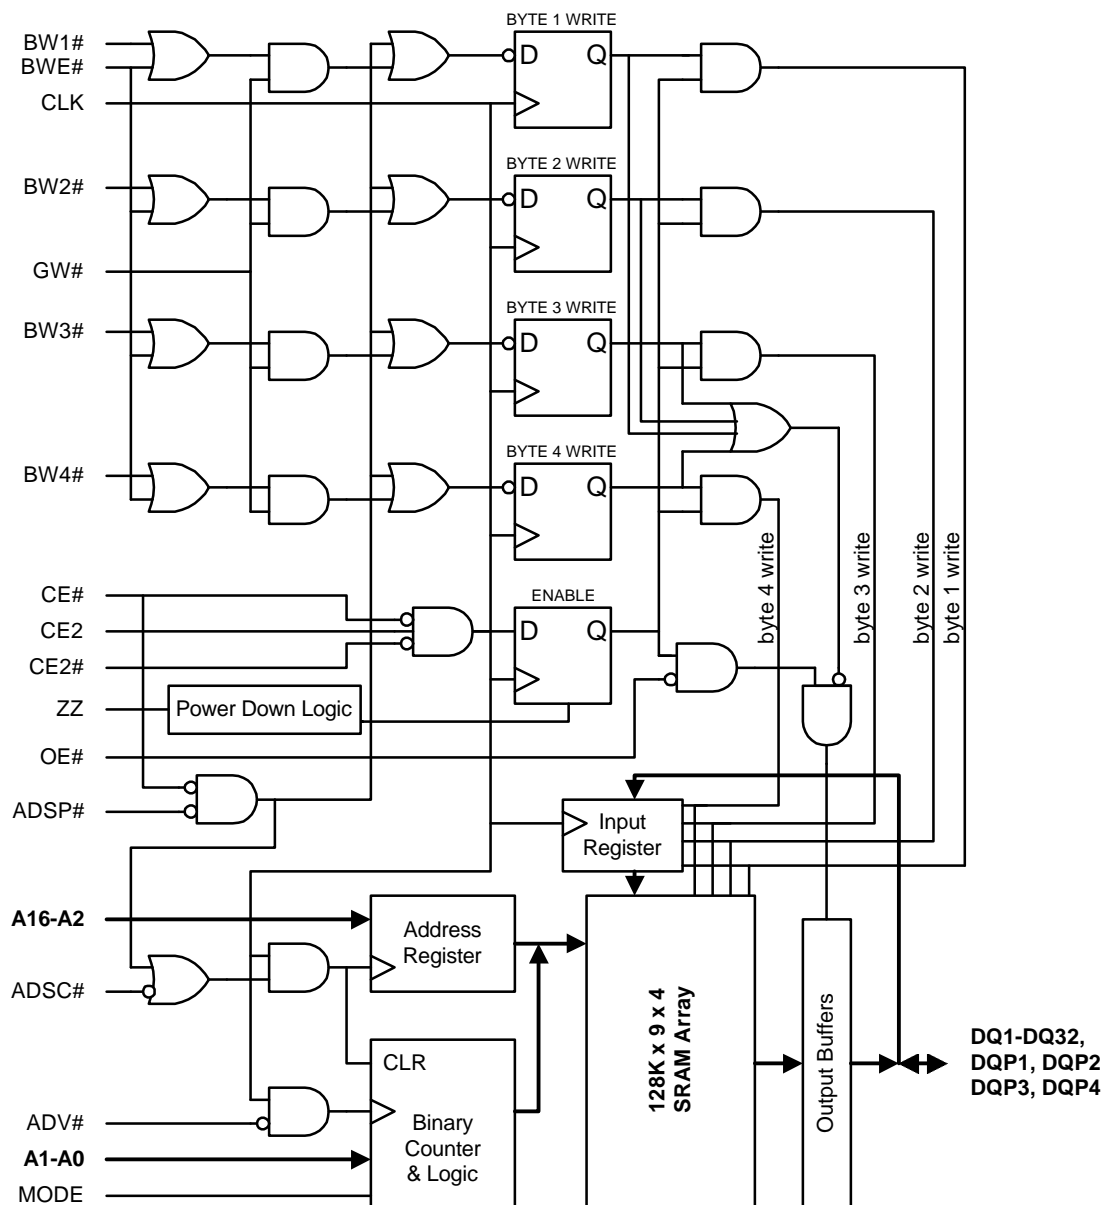 BYTE 1 WRITE
BW1#
BWE#
D Q
CLK
BYTE 2 WRITE
BW2#
D Q
GW#
BYTE 3 WRITE
BW3#
D Q
BYTE 4 WRITE
BW4#
D Q
byte 4 write
byte 3 write
byte 2 write
byte 1 write
CE#
ENABLE
CE2
D Q
CE2#
ZZ
Power Down Logic
OE#
ADSP#
Input
Register
A16-A2
Address
Register
ADSC#
128K x 9 x 4
SRAM Array
Output Buffers
DQ1-DQ32,
DQP1, DQP2
DQP3, DQP4
CLR
ADV#
Binary
Counter
& Logic
A1-A0
MODE